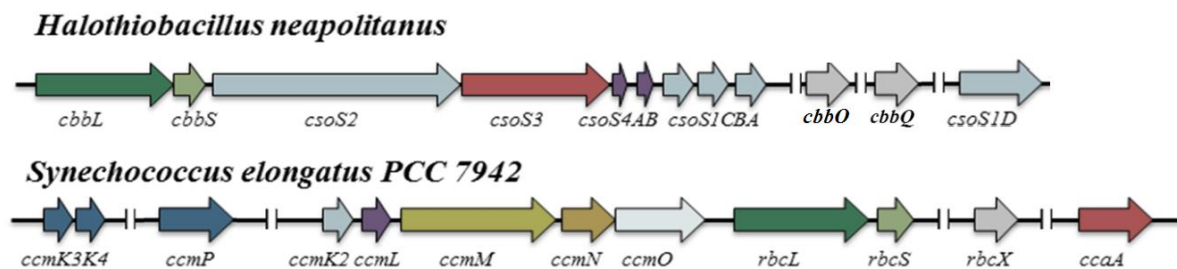 Halothiobacillus neapolitanus
cbbL cbbS csoS2 csoS3 csoS4AB csoS1CBA cbbO cbbQ csoS1D
Synechococcus elongatus PCC 7942
ccmK3K4 ccmP ccmK2 ccmL ccmM ccmN ccmO rbcL rbcS rbcX ccaA